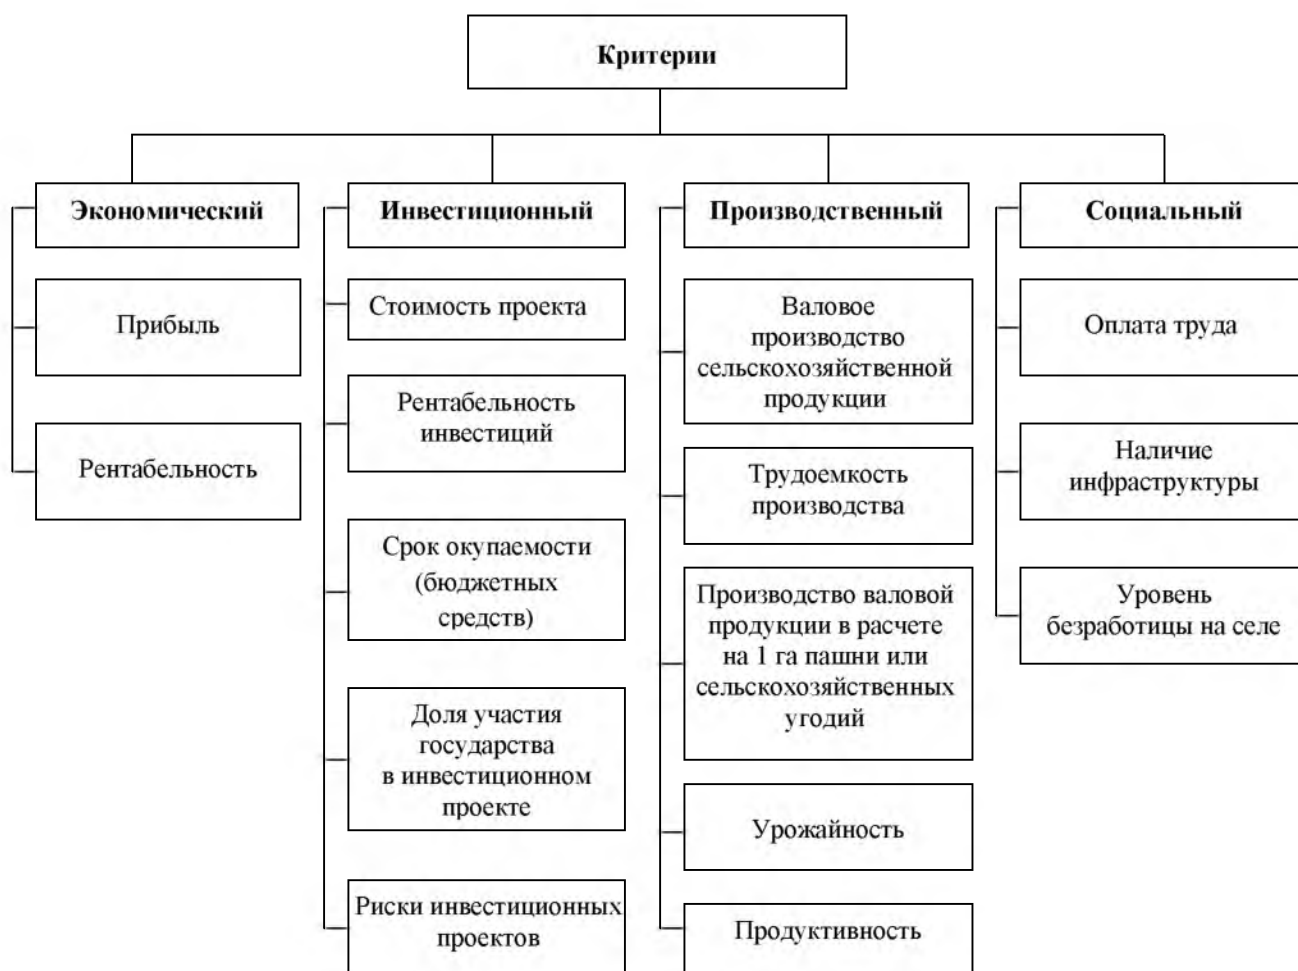 Критерии
Экономический
Прибыль
Рентабельность
Инвестиционный
Стоимость проекта
Рентабельность
инвестиций
Срок окупаемости
(бюджетных
средств)
Доля участия
государства
в инвестиционном
проекте
Риски инвестиционных
проектов
Производственный
Валовое
производство
сельскохозяйственной
продукции
Трудоемкость
производства
Производство валовой
продукции в расчете
на 1 га пашни или
сельскохозяйственных
угодий
Урожайность
Продуктивность
Социальный
Оплата труда
Наличие
инфраструктуры
Уровень
безработицы на селе